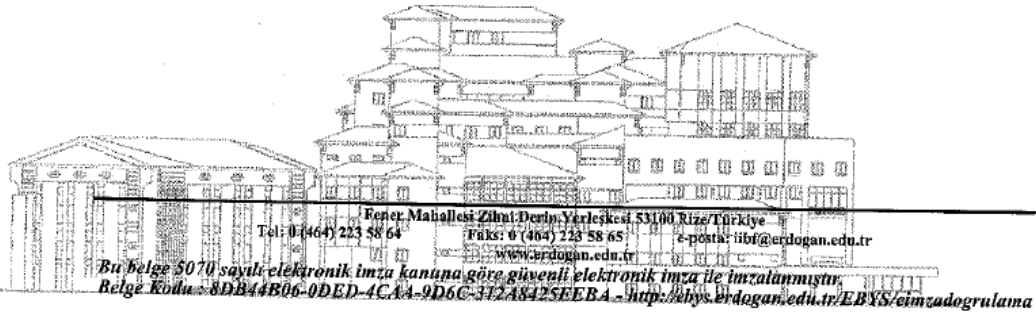 Fener Mahallesi Zihni Derin Yerleşkesi 53100 Rize/Türkiye
Tel: 0 (464) 223 58 64 Faks: 0 (464) 223 58 65 e-posta: iibf@erdogan.edu.tr
www.erdogan.edu.tr
Bu belge 5070 sayılı elektronik imza kanuna göre güvenli elektronik imza ile imzalanmıştır.
Belge Kodu : 8DB44B06-0DED-4CAA-9D6C-312A8425FEBA - http://ebys.erdogan.edu.tr/EBYS/eimzadogrulama